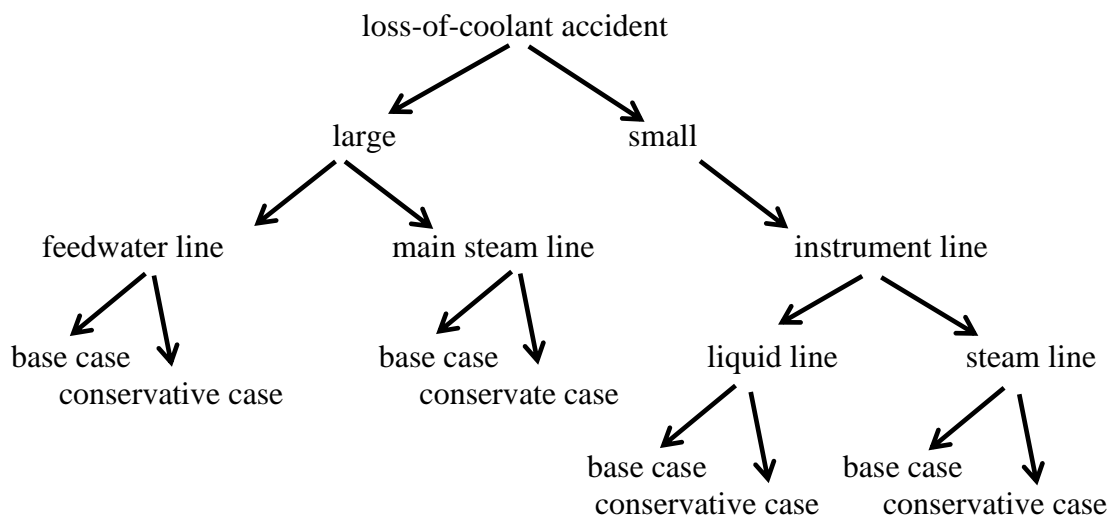 loss-of-coolant accident
large
small
feedwater line
main steam line
instrument line
base case
conservative case
base case
conservate case
liquid line
steam line
base case
conservative case
base case
conservative case